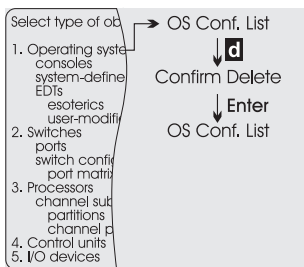 Select type of ob
1. Operating syste
consoles
system-define
EDTs
esoterics
user-modifi
2. Switches
ports
switch config
port matrix
3. Processors
channel sub
partitions
channel p
4. Control units
5. I/O devices
OS Conf. List
d
Confirm Delete
Enter
OS Conf. List